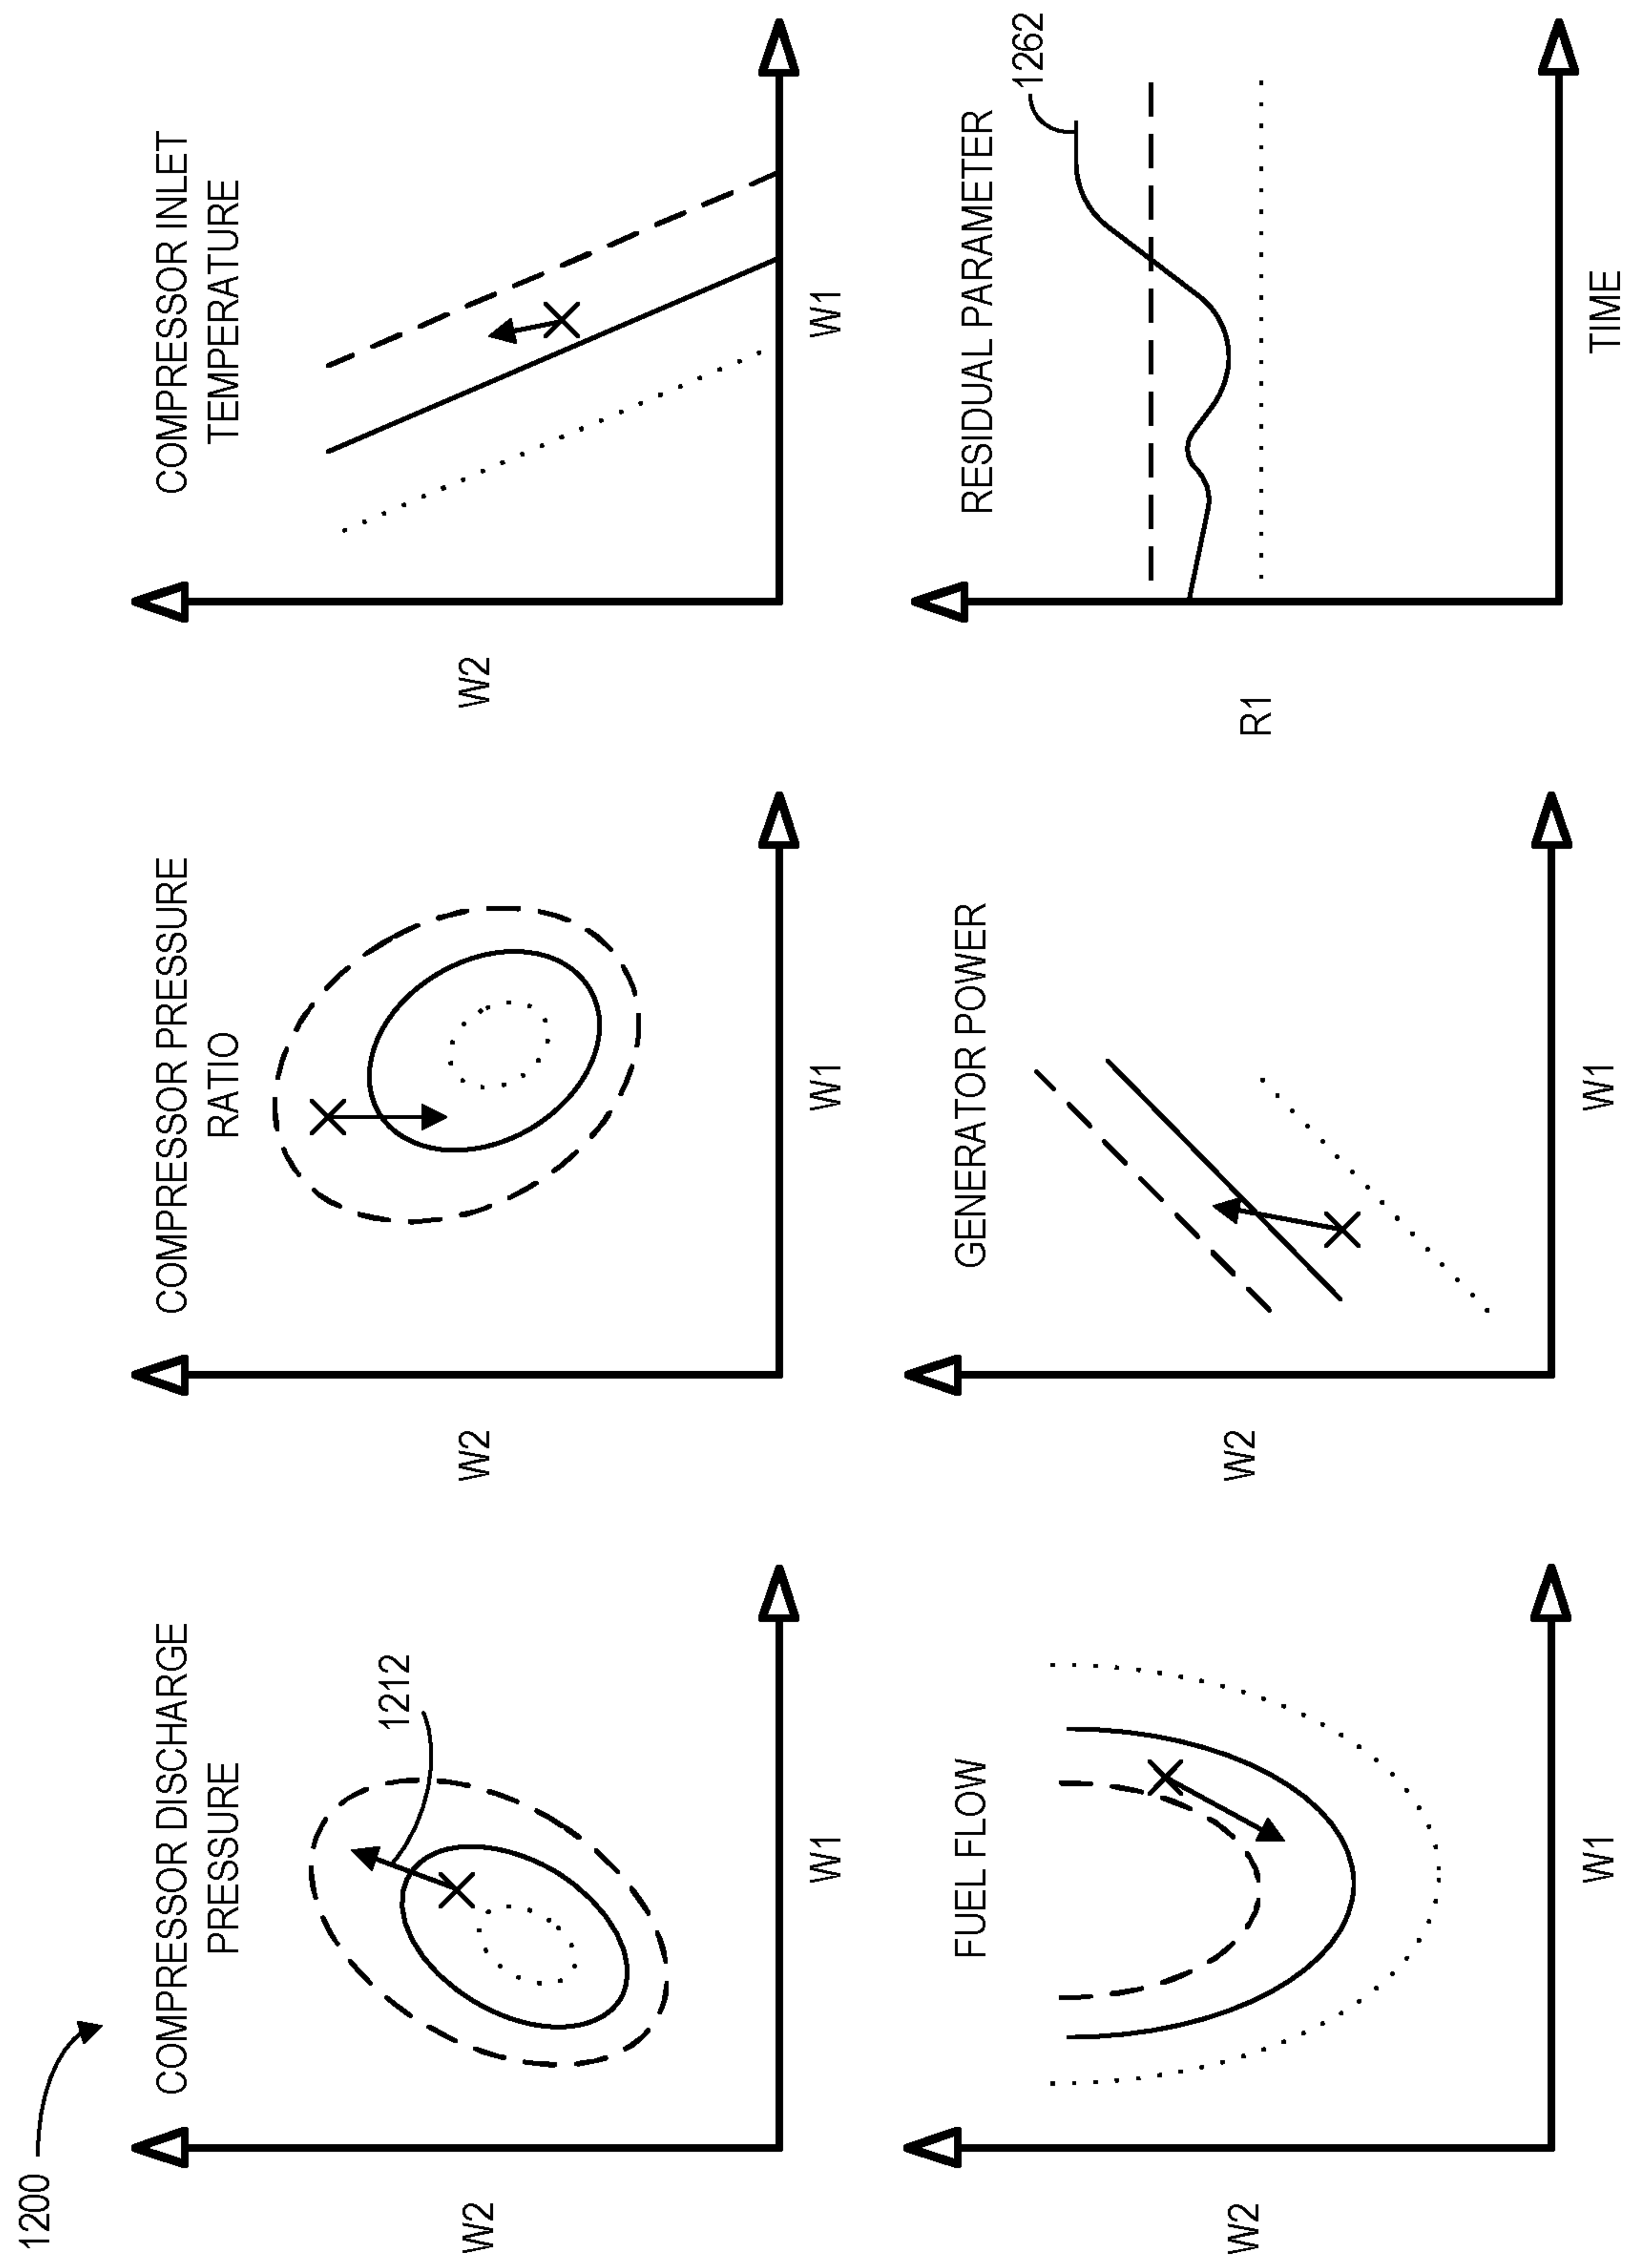 1200
COMPRESSOR DISCHARGE
PRESSURE
1212
W2
W1
COMPRESSOR PRESSURE
RATIO
W2
W1
COMPRESSOR INLET
TEMPERATURE
W2
W1
FUEL FLOW
W2
W1
GENERATOR POWER
W2
W1
RESIDUAL PARAMETER
1262
R1
TIME